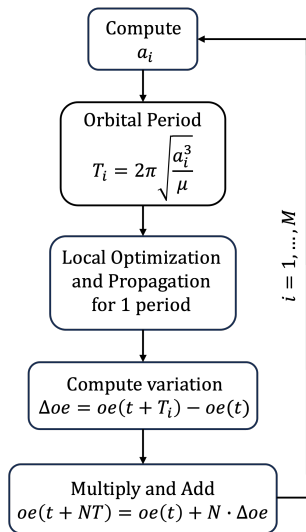 Compute
a_i
Orbital Period
T_i = 2π √(a_i^3 / μ)
Local Optimization
and Propagation
for 1 period
Compute variation
Δoe = oe(t + T_i) − oe(t)
Multiply and Add
oe(t + NT) = oe(t) + N · Δoe
i = 1, … , M